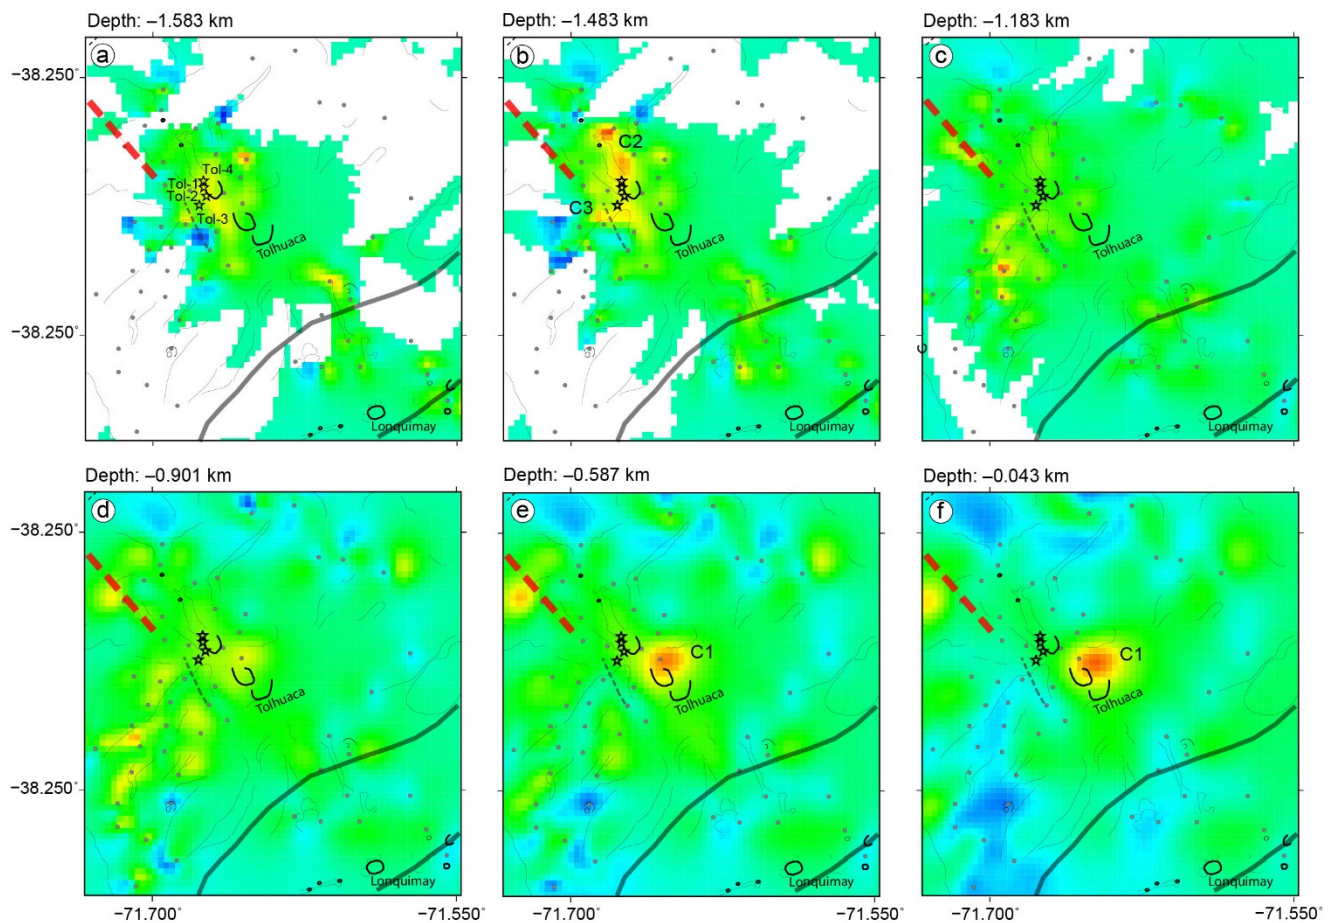 Depth: −1.583 km
Depth: −1.483 km
Depth: −1.183 km
a
b
c
−38.250°
C2
Tol-4
Tol-1
Tol-2
Tol-3
C3
Tolhuaca
Tolhuaca
Tolhuaca
−38.250°
Lonquimay
Lonquimay
Lonquimay
Depth: −0.901 km
Depth: −0.587 km
Depth: −0.043 km
d
e
f
−38.250°
C1
C1
Tolhuaca
Tolhuaca
Tolhuaca
−38.250°
Lonquimay
Lonquimay
Lonquimay
−71.700°
−71.550°
−71.700°
−71.550°
−71.700°
−71.550°